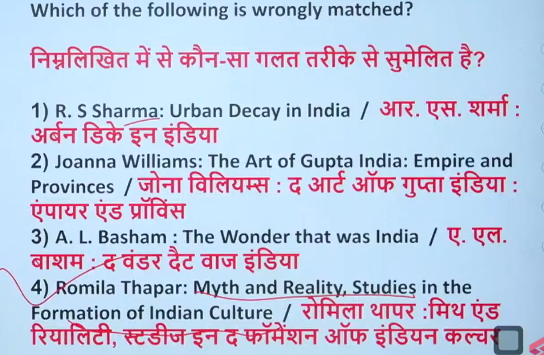 Which of the following is wrongly matched?
निम्नलिखित में से कौन-सा गलत तरीके से सुमेलित है?
1) R. S Sharma: Urban Decay in India / आर. एस. शर्मा :
अर्बन डिके इन इंडिया
2) Joanna Williams: The Art of Gupta India: Empire and
Provinces / जोना विलियम्स : द आर्ट ऑफ गुप्ता इंडिया :
एंपायर एंड प्रॉविंस
3) A. L. Basham : The Wonder that was India / ए. एल.
बाशम : द वंडर दैट वाज इंडिया
4) Romila Thapar: Myth and Reality, Studies in the
Formation of Indian Culture / रोमिला थापर :मिथ एंड
रियालिटी, स्टडीज इन द फॉर्मेशन ऑफ इंडियन कल्चर